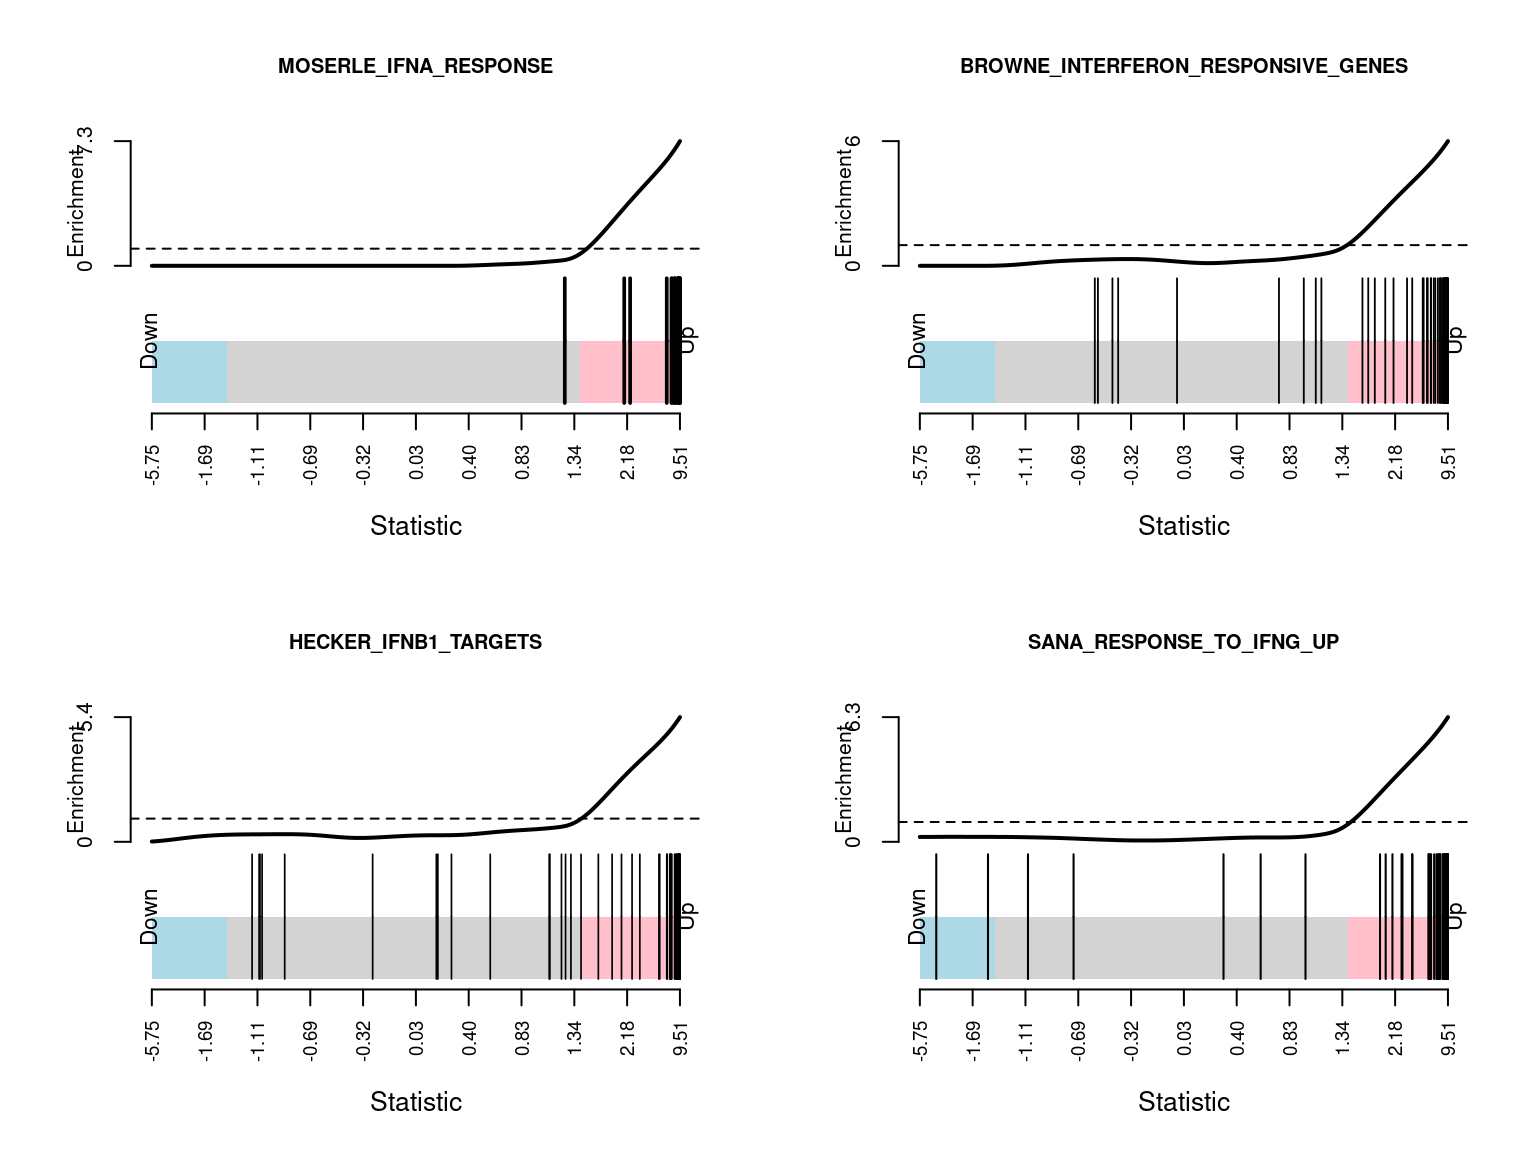 MOSERLE_IFNA_RESPONSE
Enrichment
0
7.3
Down
Up
-5.75 -1.69 -1.11 -0.69 -0.32 0.03 0.40 0.83 1.34 2.18 9.51
Statistic
BROWNE_INTERFERON_RESPONSIVE_GENES
Enrichment
0
6
Down
Up
-5.75 -1.69 -1.11 -0.69 -0.32 0.03 0.40 0.83 1.34 2.18 9.51
Statistic
HECKER_IFNB1_TARGETS
Enrichment
0
5.4
Down
Up
-5.75 -1.69 -1.11 -0.69 -0.32 0.03 0.40 0.83 1.34 2.18 9.51
Statistic
SANA_RESPONSE_TO_IFNG_UP
Enrichment
0
6.3
Down
Up
-5.75 -1.69 -1.11 -0.69 -0.32 0.03 0.40 0.83 1.34 2.18 9.51
Statistic